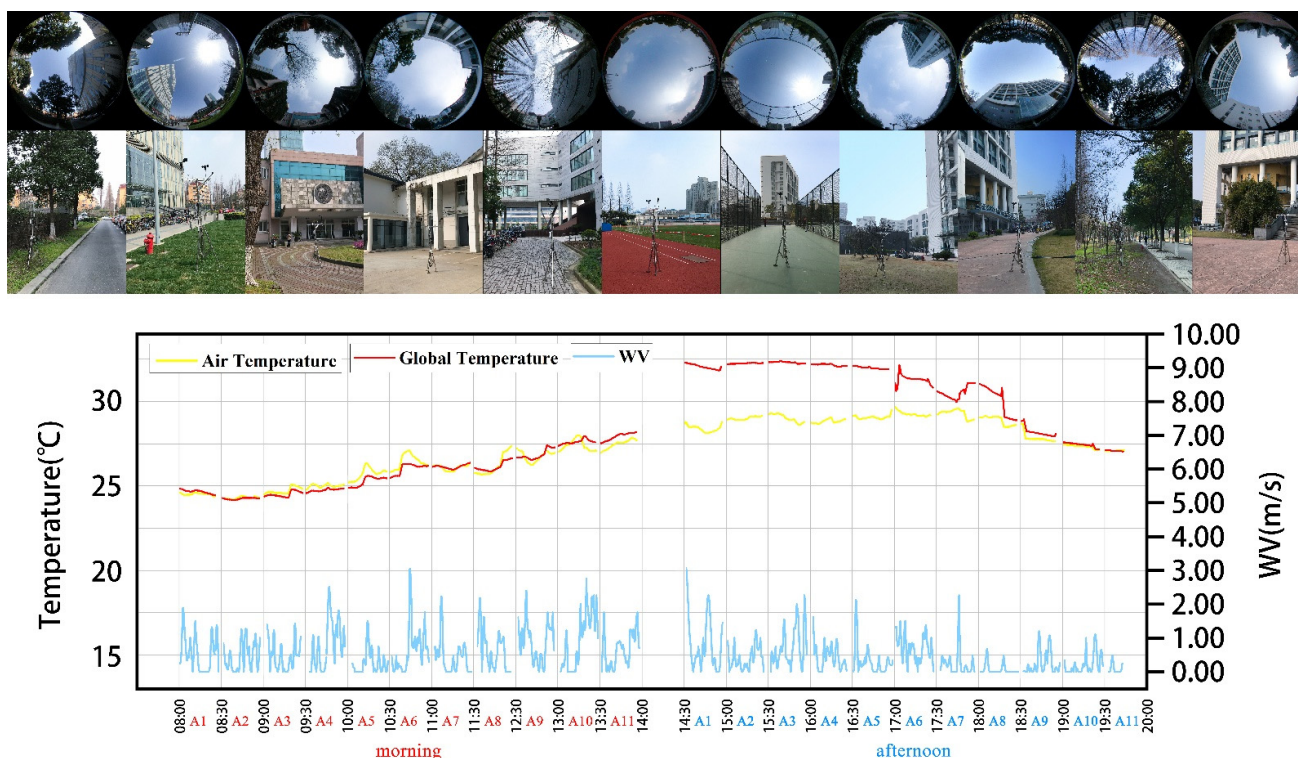 Air Temperature
Global Temperature
WV
Temperature(℃)
30
25
20
15
10.00
9.00
8.00
7.00
6.00
5.00
4.00
3.00
2.00
1.00
0.00
WV(m/s)
08:00 A1 08:30 A2 09:00 A3 09:30 A4 10:00 A5 10:30 A6 11:00 A7 A8 12:30 A9 13:00 A10 13:30 A11 14:00
14:30 A1 15:00 A2 15:30 A3 16:00 A4 16:30 A5 17:00 A6 17:30 A7 18:00 A8 18:30 A9 19:00 A10 19:30 A11 20:00
morning
afternoon